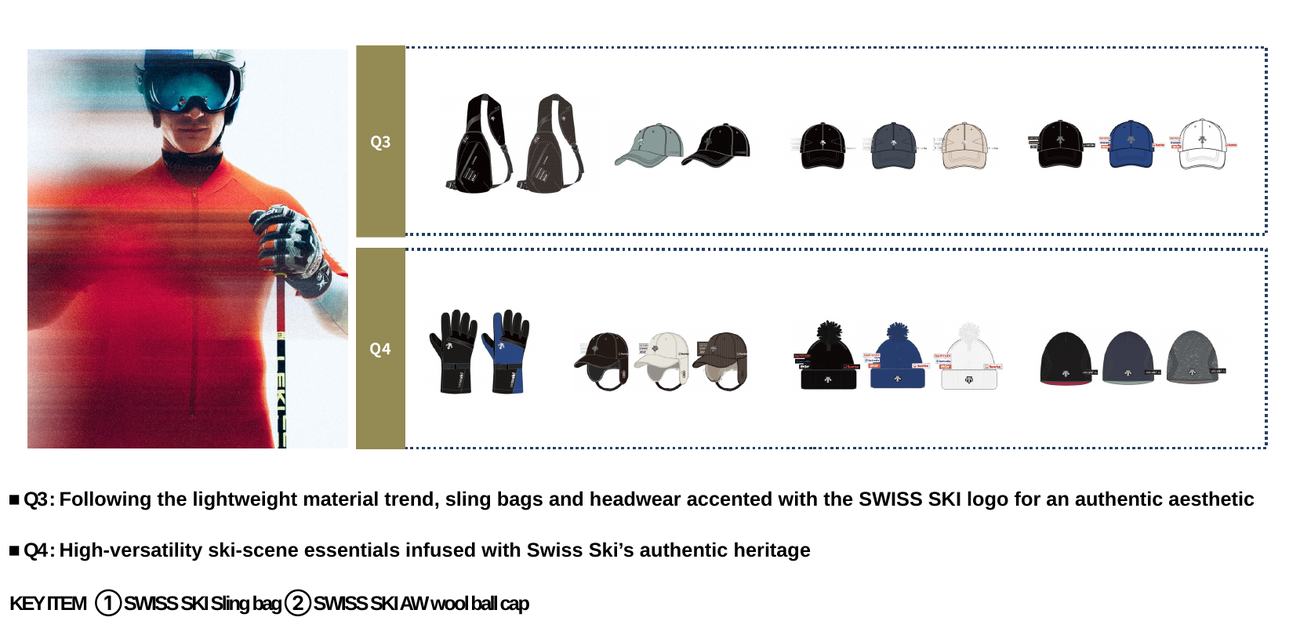 Q3
Q4
LEKI
■ Q3: Following the lightweight material trend, sling bags and headwear accented with the SWISS SKI logo for an authentic aesthetic
■ Q4: High-versatility ski-scene essentials infused with Swiss Ski’s authentic heritage
KEY ITEM ① SWISS SKI Sling bag ② SWISS SKI AW wool ball cap